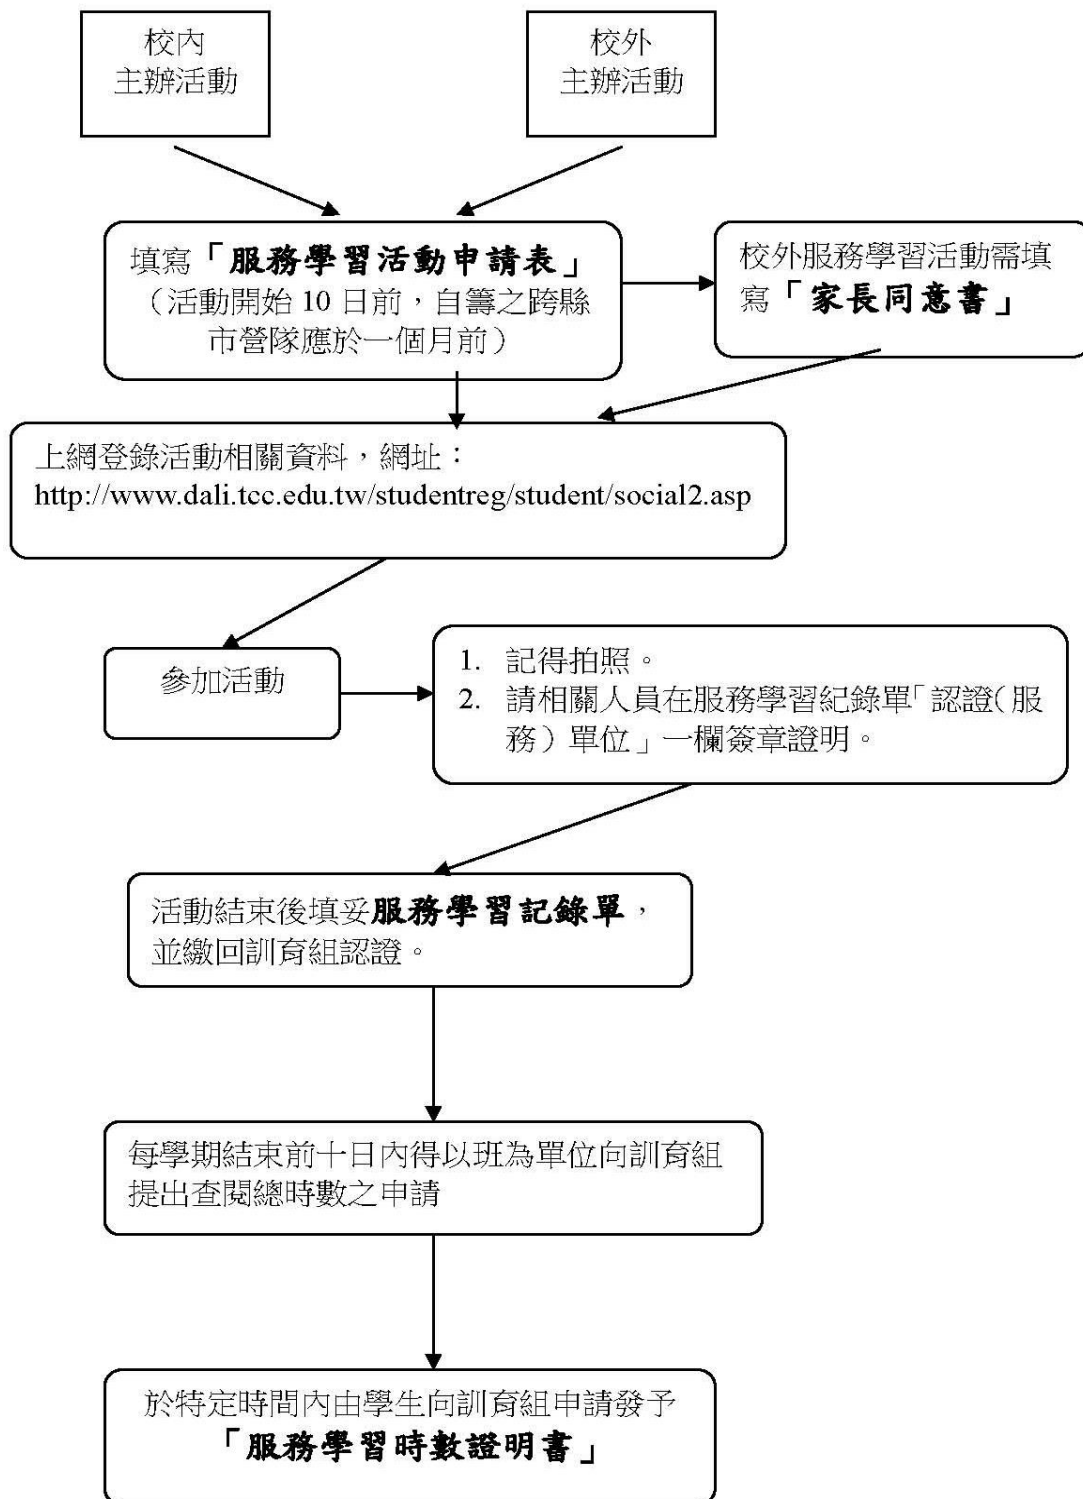 校內
主辦活動
校外
主辦活動
填寫「服務學習活動申請表」
（活動開始 10 日前，自籌之跨縣
市營隊應於一個月前）
校外服務學習活動需填
寫「家長同意書」
上網登錄活動相關資料，網址：
http://www.dali.tcc.edu.tw/studentreg/student/social2.asp
參加活動
1. 記得拍照。
2. 請相關人員在服務學習紀錄單「認證（服
務）單位」一欄簽章證明。
活動結束後填妥服務學習記錄單，
並繳回訓育組認證。
每學期結束前十日內得以班為單位向訓育組
提出查閱總時數之申請
於特定時間內由學生向訓育組申請發予
「服務學習時數證明書」